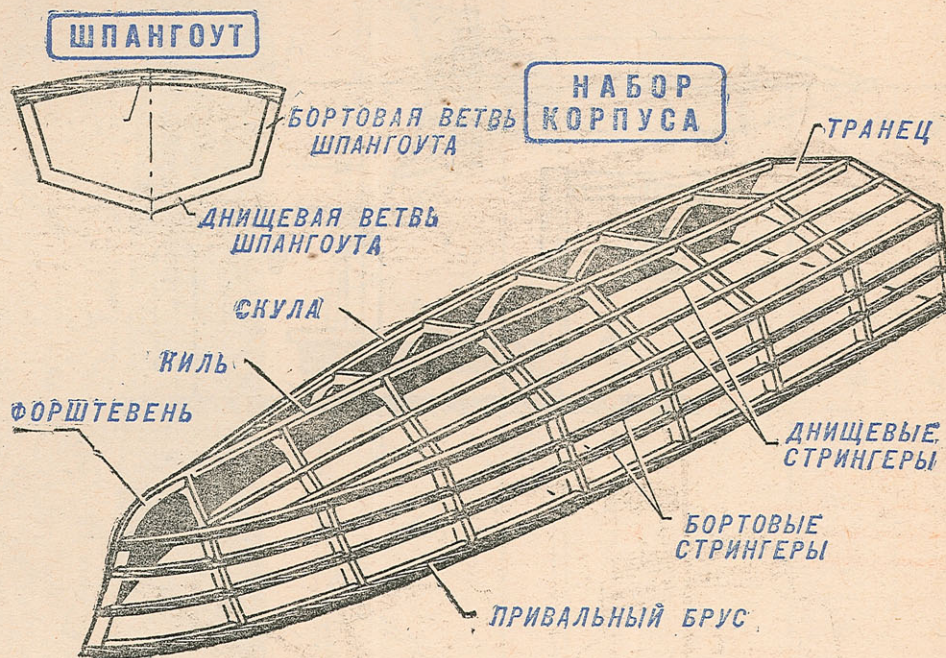 ШПАНГОУТ
БОРТОВАЯ ВЕТВЬ
ШПАНГОУТА
ДНИЩЕВАЯ ВЕТВЬ
ШПАНГОУТА
НАБОР
КОРПУСА
ТРАНЕЦ
СКУЛА
КИЛЬ
ФОРШТЕВЕНЬ
ДНИЩЕВЫЕ
СТРИНГЕРЫ
БОРТОВЫЕ
СТРИНГЕРЫ
ПРИВАЛЬНЫЙ БРУС